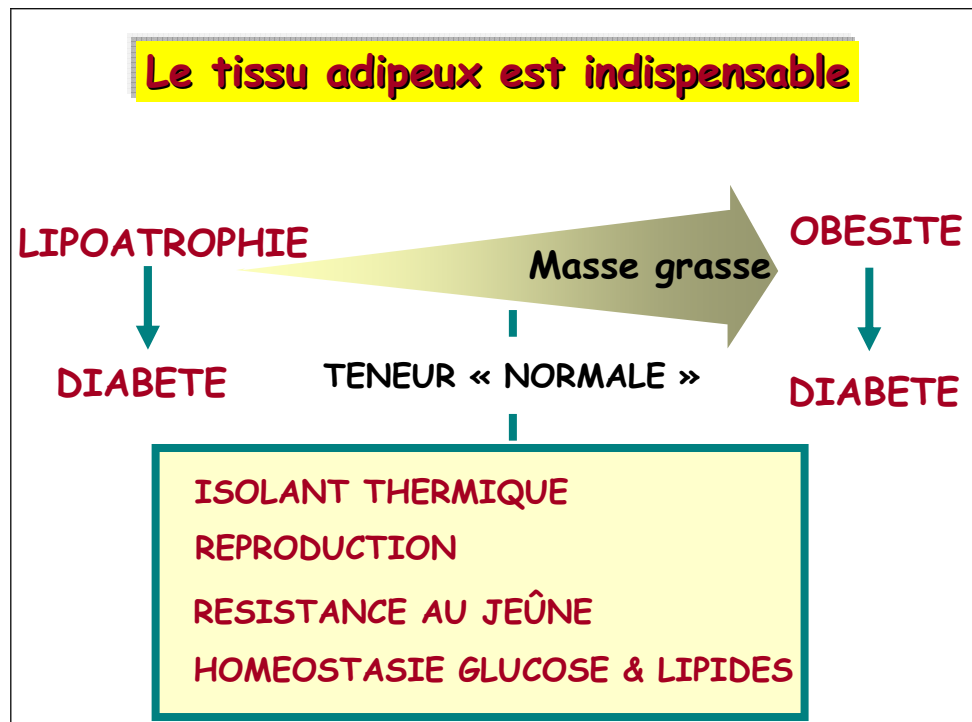 Le tissu adipeux est indispensable
LIPOATROPHIE
Masse grasse
OBESITE
DIABETE
TENEUR « NORMALE »
DIABETE
ISOLANT THERMIQUE
REPRODUCTION
RESISTANCE AU JEÛNE
HOMEOSTASIE GLUCOSE & LIPIDES